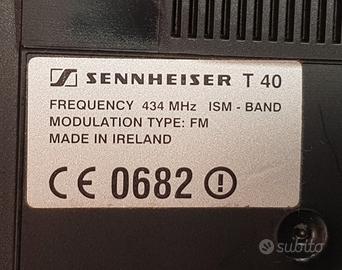 SENNHEISER T 40
FREQUENCY 434 MHz ISM - BAND
MODULATION TYPE: FM
MADE IN IRELAND
CE 0682
subito